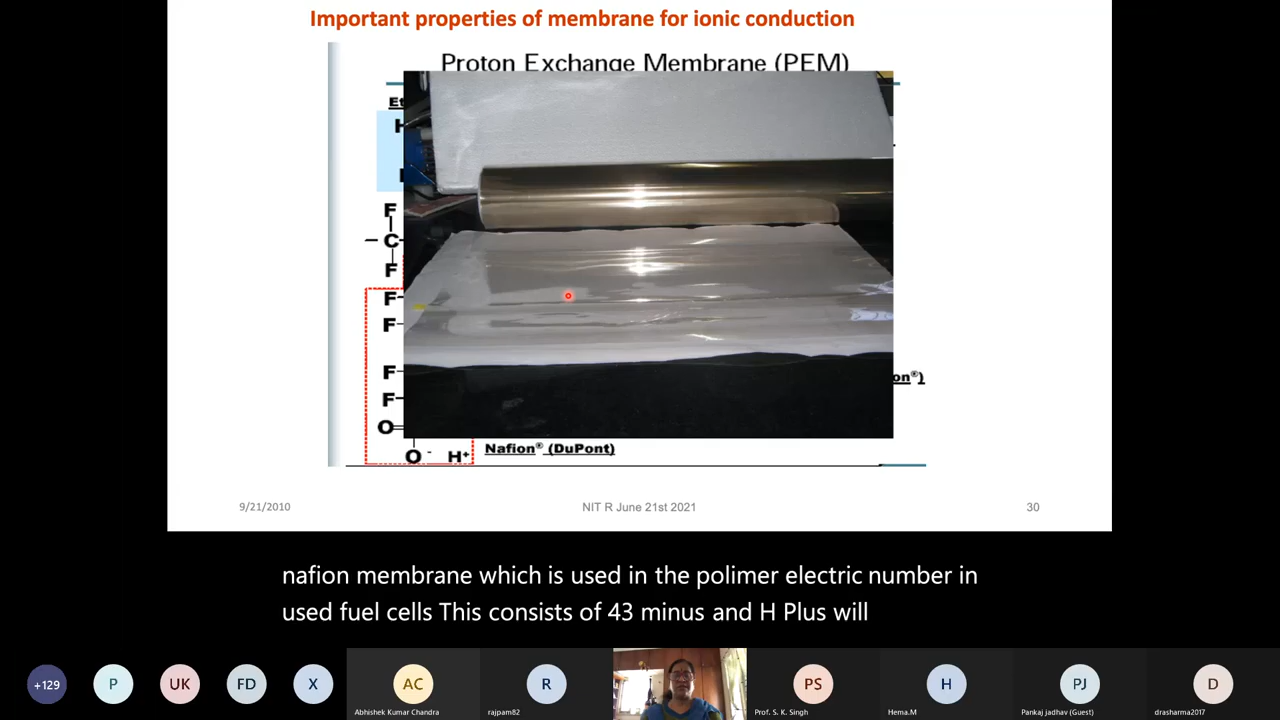 Important properties of membrane for ionic conduction
Proton Exchange Membrane (PEM)
Et
H
F
C
F
F
F
F
F
O
O - H+
on®)
Nafion® (DuPont)
9/21/2010
NIT R June 21st 2021
30
nafion membrane which is used in the polimer electric number in
used fuel cells This consists of 43 minus and H Plus will
+129
P
UK
FD
X
AC
R
PS
H
PJ
D
Abhishek Kumar Chandra
rajpam82
Prof. S. K. Singh
Hema.M
Pankaj jadhav (Guest)
drasharma2017